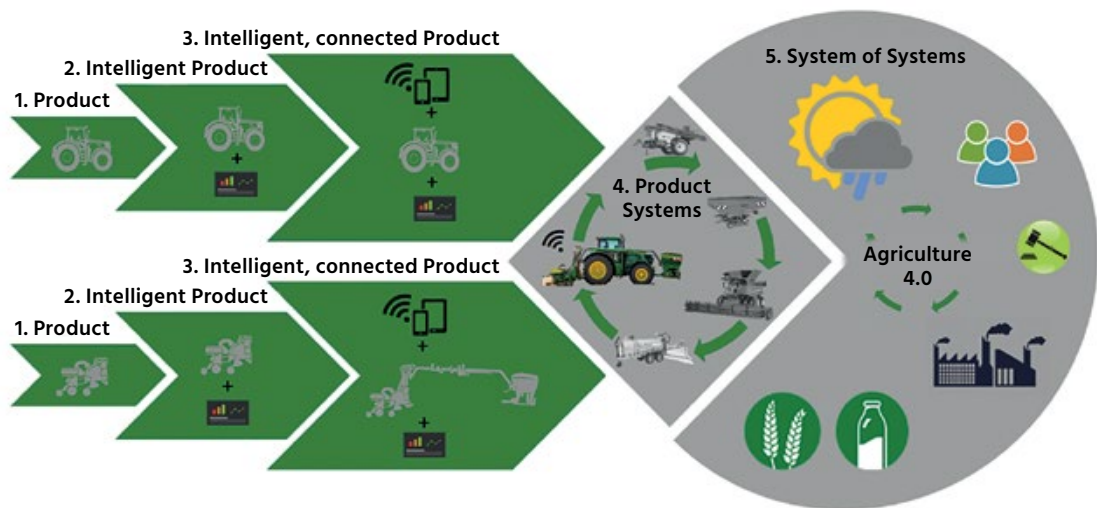 3. Intelligent, connected Product
2. Intelligent Product
1. Product
+
+
+
3. Intelligent, connected Product
2. Intelligent Product
1. Product
+
+
+
4. Product
Systems
5. System of Systems
Agriculture
4.0